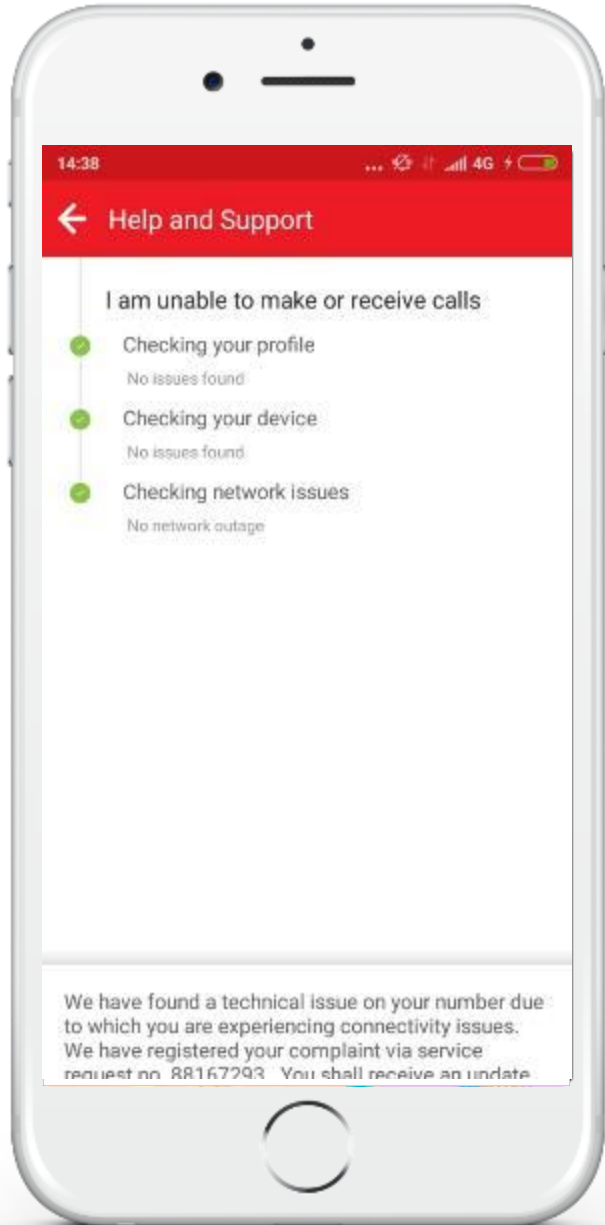 14:38 ... 4G
Help and Support
I am unable to make or receive calls
Checking your profile
No issues found
Checking your device
No issues found
Checking network issues
No network outage
We have found a technical issue on your number due
to which you are experiencing connectivity issues.
We have registered your complaint via service
request no. 88167293. You shall receive an update